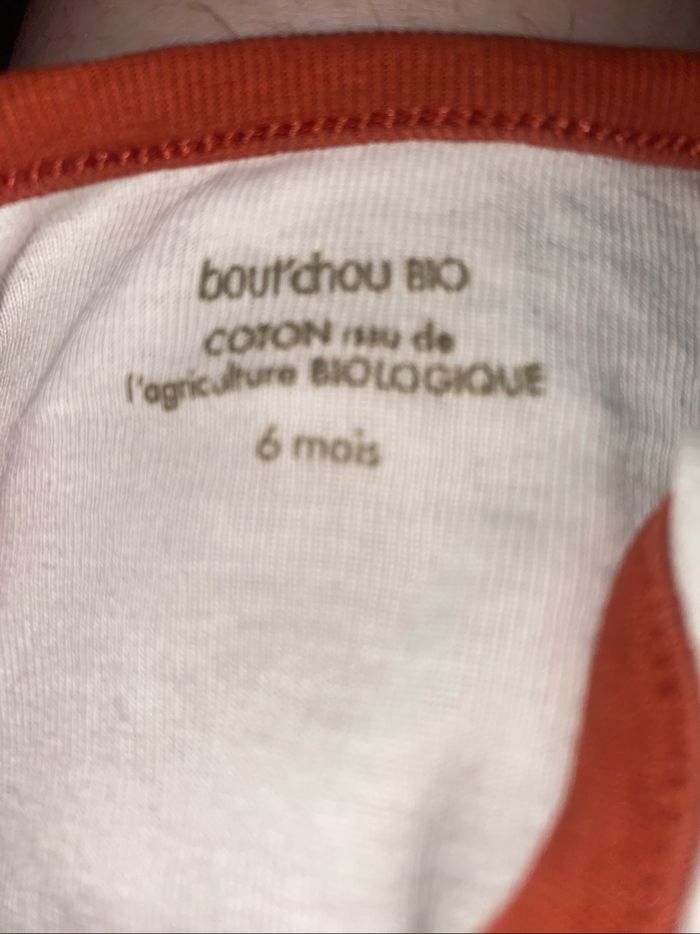 bout'chou BIO
COTON issu de
l'agriculture BIOLOGIQUE
6 mois